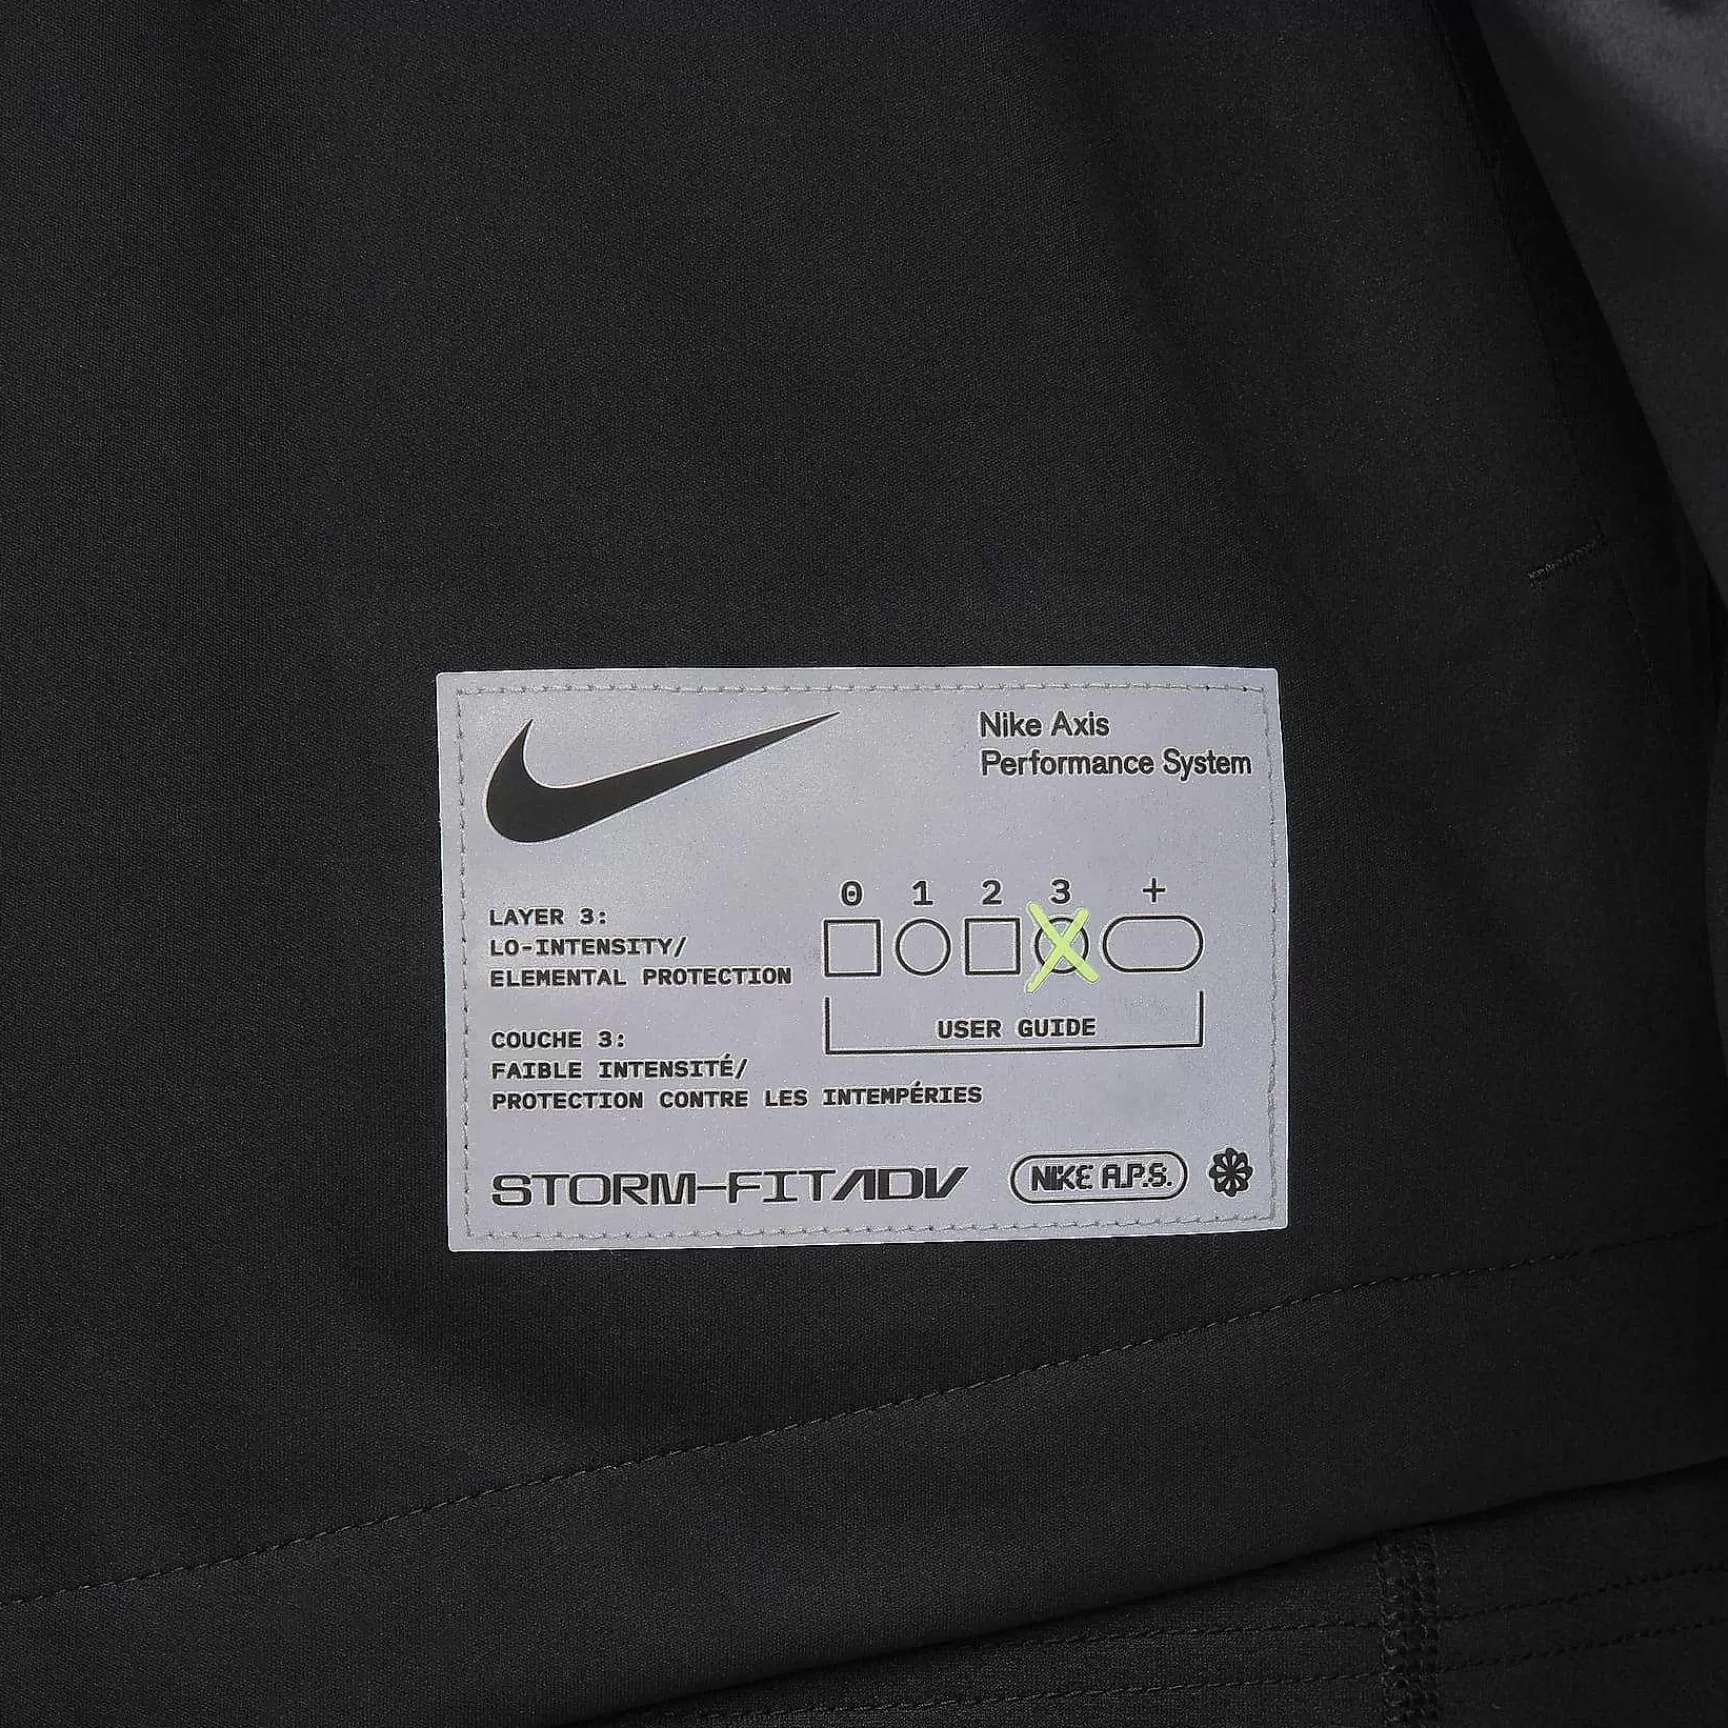 Nike Axis
Performance System
0 1 2 3 +
LAYER 3:
LO-INTENSITY/
ELEMENTAL PROTECTION
USER GUIDE
COUCHE 3:
FAIBLE INTENSITÉ/
PROTECTION CONTRE LES INTEMPÉRIES
STORM-FIT ADV
NIKE A.P.S.